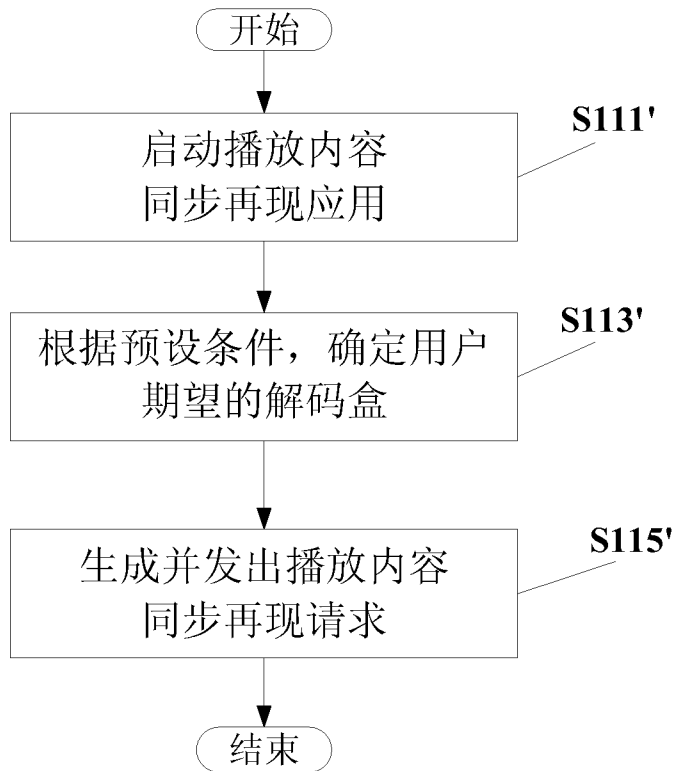 开始
启动播放内容
同步再现应用
S111'
根据预设条件，确定用户
期望的解码盒
S113'
生成并发出播放内容
同步再现请求
S115'
结束